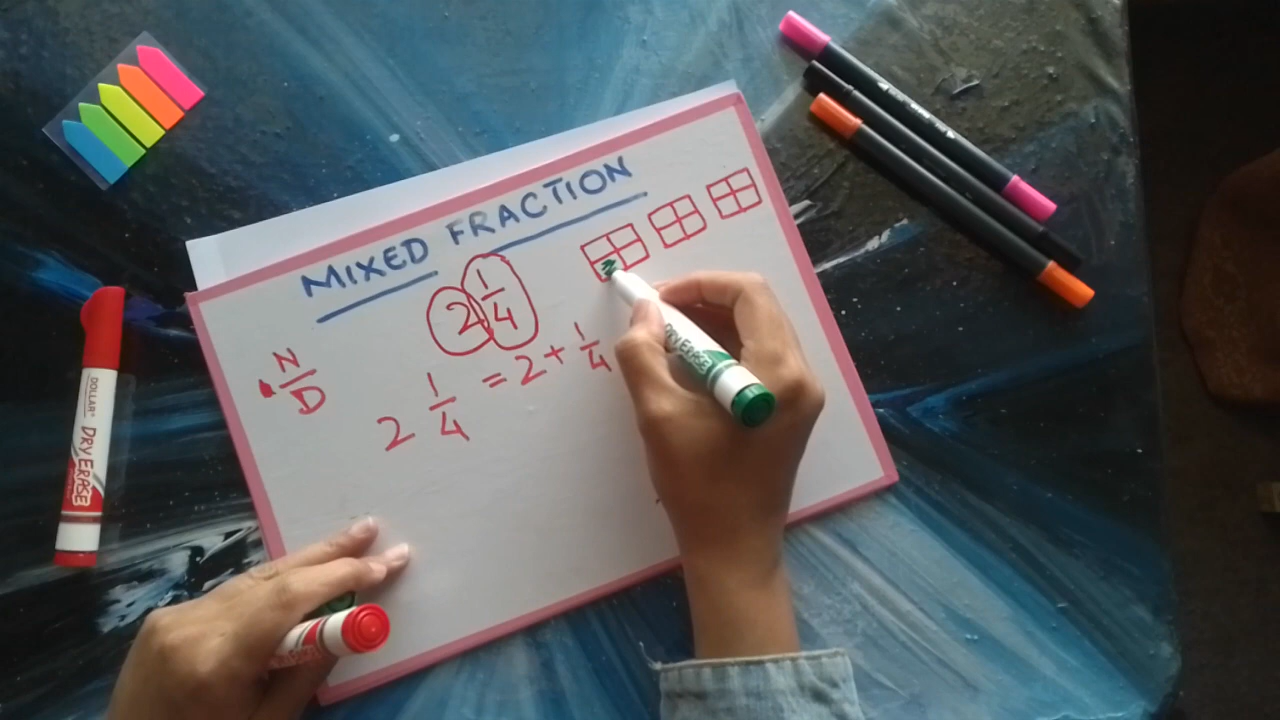 MIXED FRACTION
2 1/4
N/D
2 1/4 = 2 + 1/4
DRY ERASE
DOLLAR® DRY ERASE